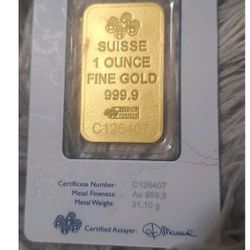 SUISSE
1 OUNCE
FINE GOLD
999.9
C126407
Certificate Number: C126407
Metal Fineness: Au 999,9
Metal Weight: 31,10 g
Certified Assayer: